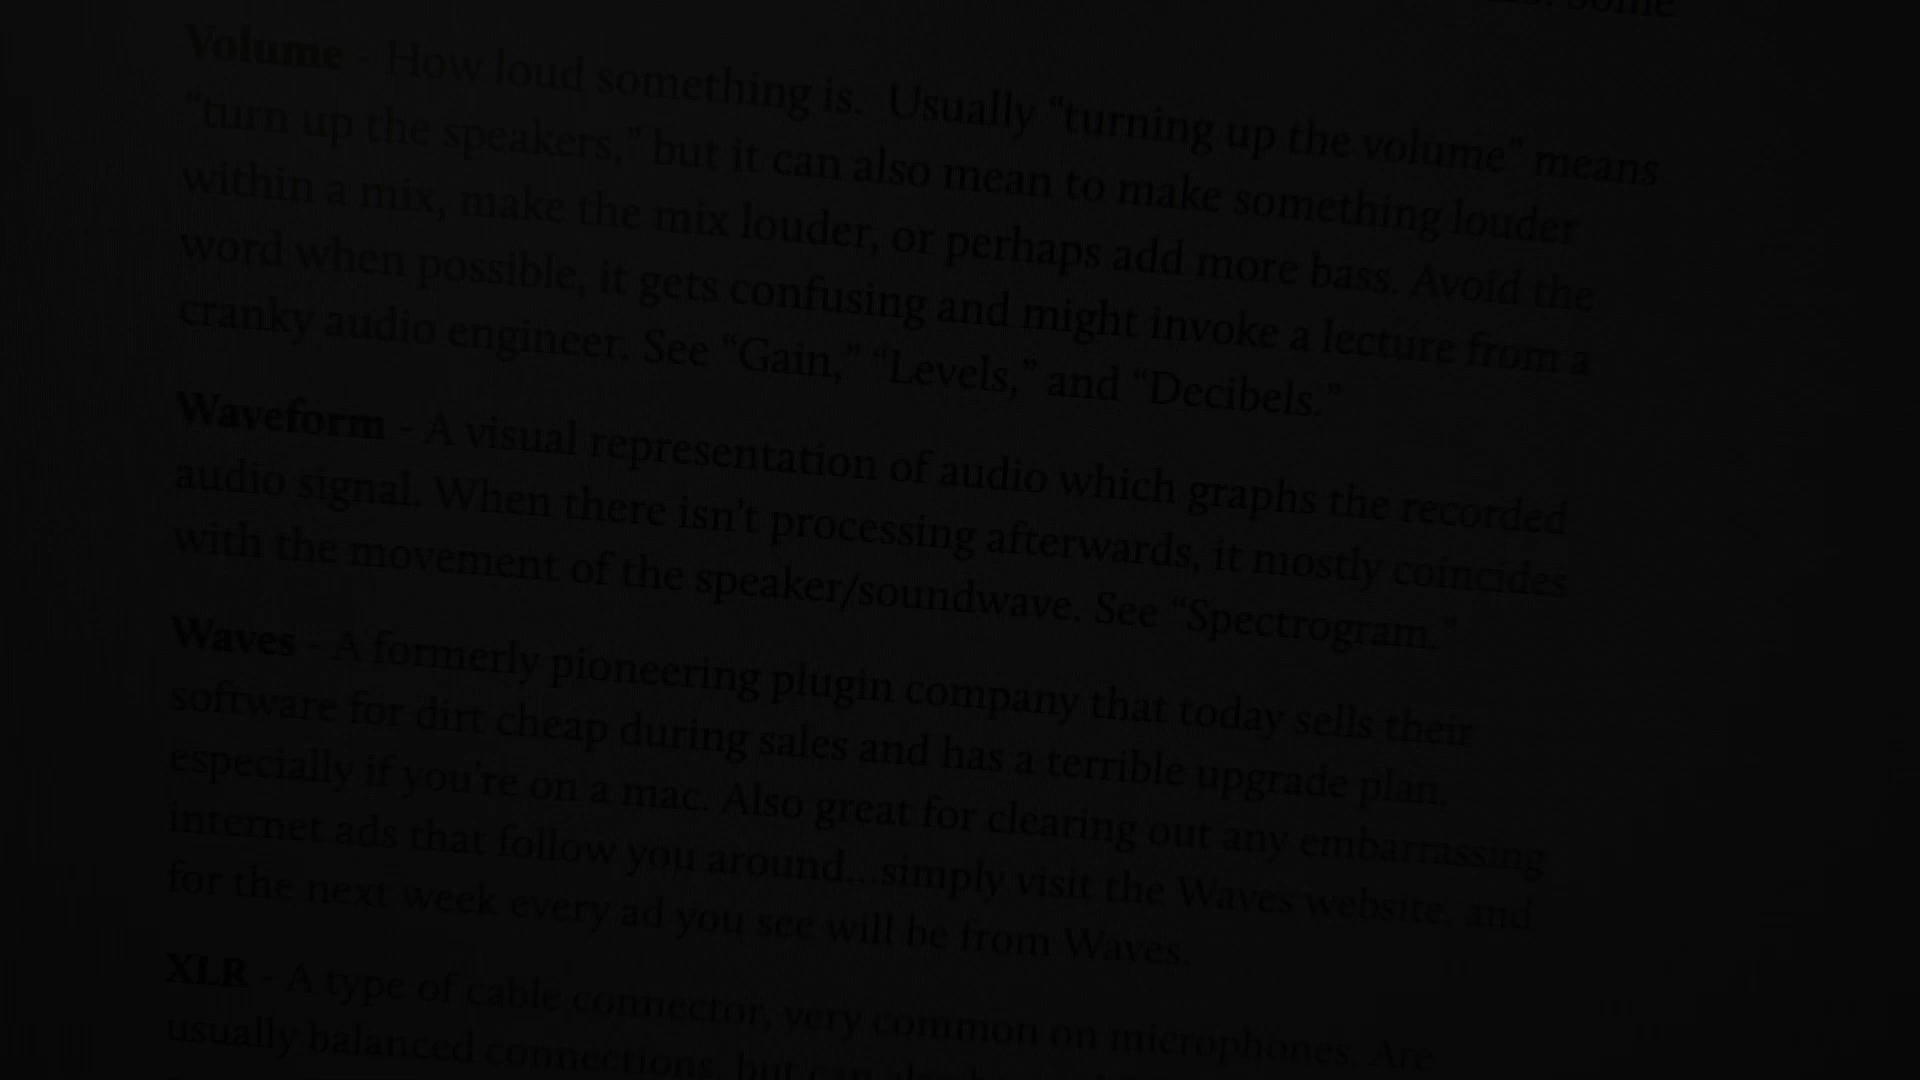 Some
Volume - How loud something is. Usually “turning up the volume” means
“turn up the speakers,” but it can also mean to make something louder
within a mix, make the mix louder, or perhaps add more bass. Avoid the
word when possible, it gets confusing and might invoke a lecture from a
cranky audio engineer. See “Gain,” “Levels,” and “Decibels.”
Waveform - A visual representation of audio which graphs the recorded
audio signal. When there isn’t processing afterwards, it mostly coincides
with the movement of the speaker/soundwave. See “Spectrogram.”
Waves - A formerly pioneering plugin company that today sells their
software for dirt cheap during sales and has a terrible upgrade plan,
especially if you’re on a mac. Also great for clearing out any embarrassing
internet ads that follow you around...simply visit the Waves website, and
for the next week every ad you see will be from Waves.
XLR - A type of cable connector, very common on microphones. Are
usually balanced connections, but can